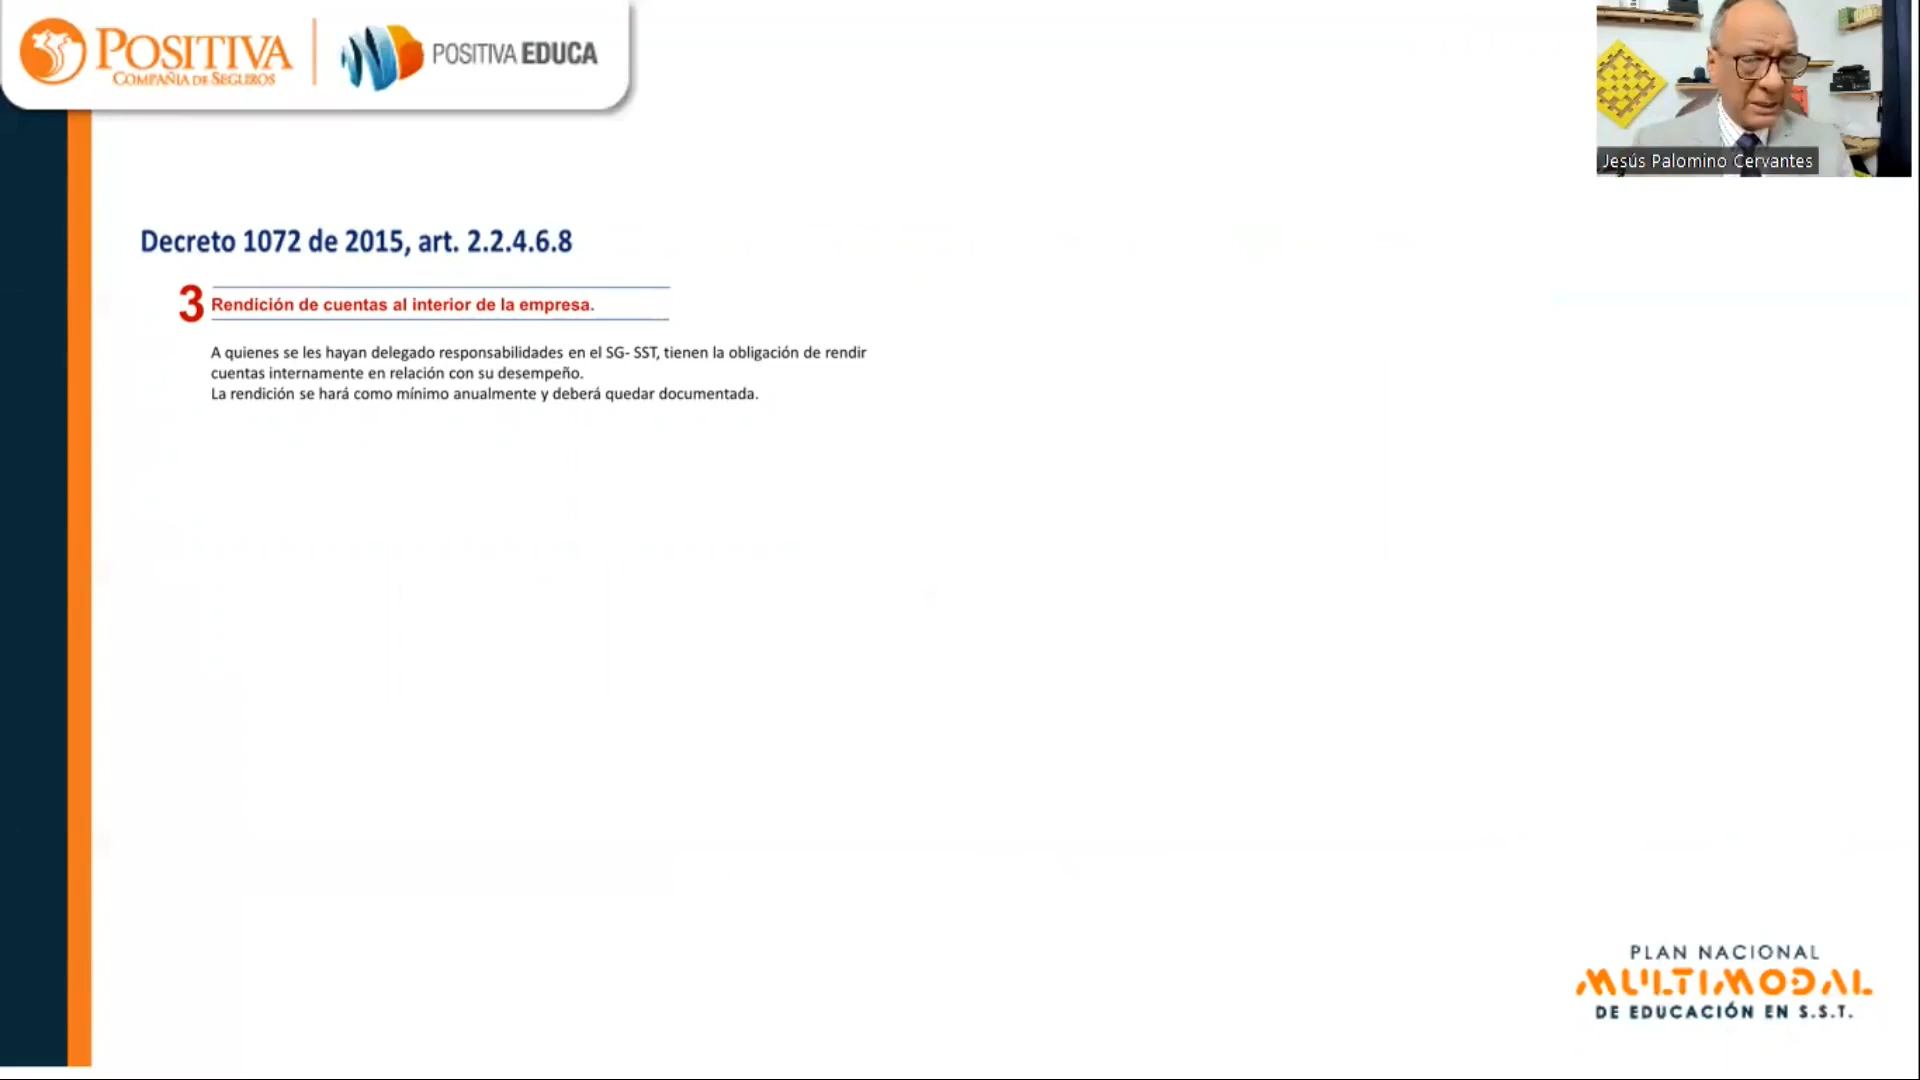 POSITIVA
COMPAÑÍA DE SEGUROS
POSITIVA EDUCA
Jesús Palomino Cervantes
Decreto 1072 de 2015, art. 2.2.4.6.8
3 Rendición de cuentas al interior de la empresa.
A quienes se les hayan delegado responsabilidades en el SG- SST, tienen la obligación de rendir
cuentas internamente en relación con su desempeño.
La rendición se hará como mínimo anualmente y deberá quedar documentada.
PLAN NACIONAL
MULTIMODAL
DE EDUCACIÓN EN S.S.T.